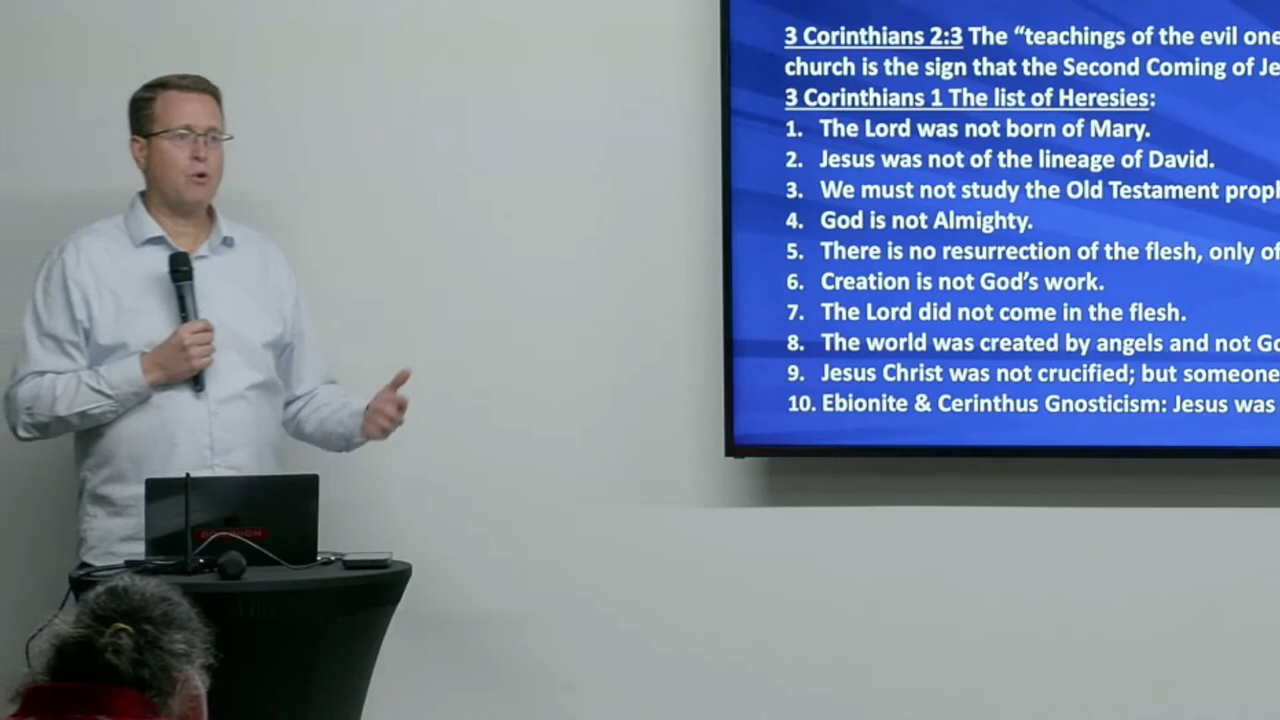 3 Corinthians 2:3 The “teachings of the evil one
church is the sign that the Second Coming of Je
3 Corinthians 1 The list of Heresies:
1. The Lord was not born of Mary.
2. Jesus was not of the lineage of David.
3. We must not study the Old Testament proph
4. God is not Almighty.
5. There is no resurrection of the flesh, only of
6. Creation is not God’s work.
7. The Lord did not come in the flesh.
8. The world was created by angels and not Go
9. Jesus Christ was not crucified; but someone
10. Ebionite & Cerinthus Gnosticism: Jesus was